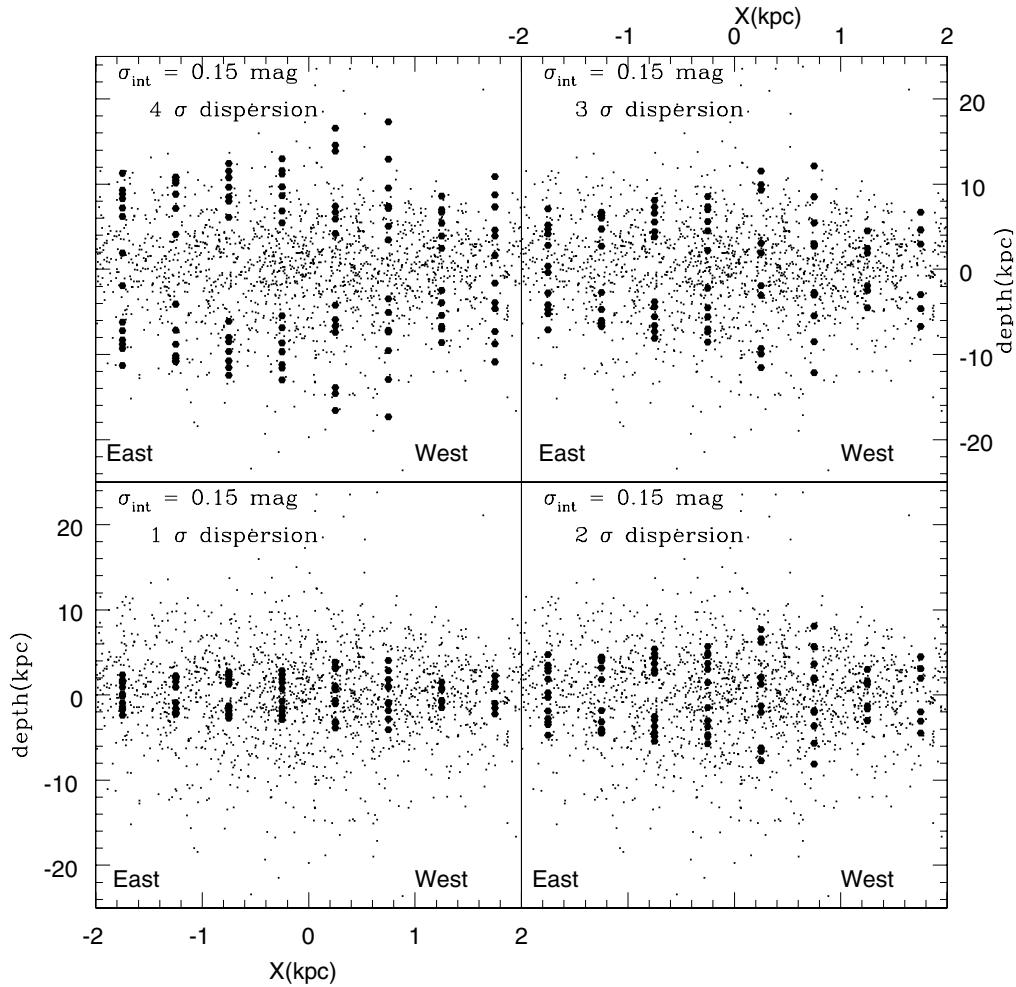 X(kpc)
-2 -1 0 1 2
σint = 0.15 mag
4 σ dispersion
East West
σint = 0.15 mag
3 σ dispersion
East West
20
10
0
-10
-20
depth(kpc)
σint = 0.15 mag
1 σ dispersion
East West
σint = 0.15 mag
2 σ dispersion
East West
20
10
0
-10
-20
depth(kpc)
-2 -1 0 1 2
X(kpc)